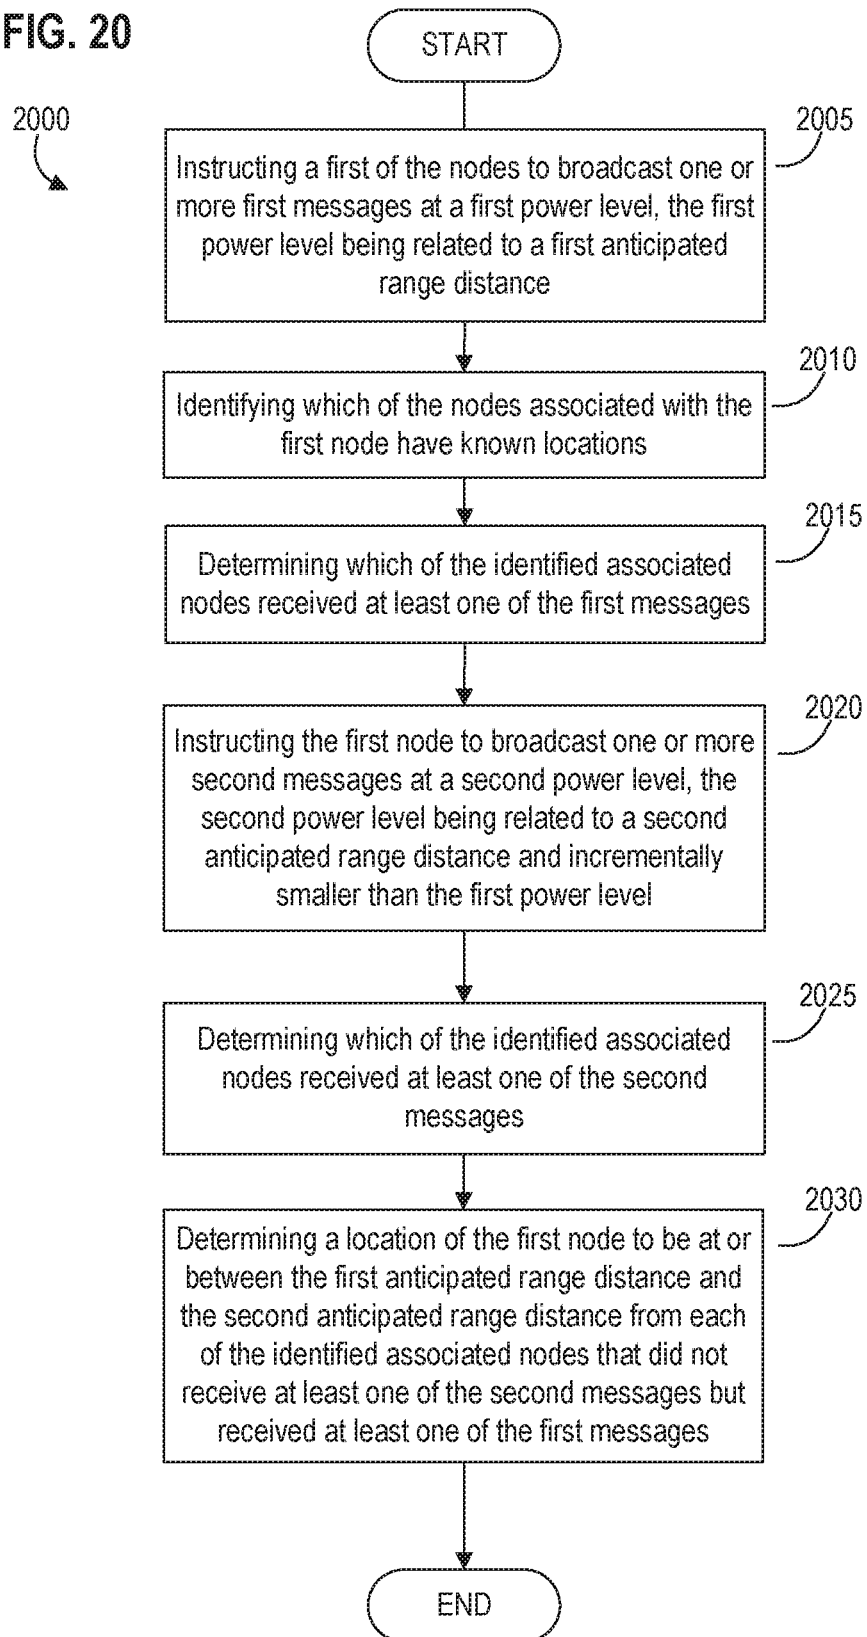 FIG. 20
START
2000
2005
Instructing a first of the nodes to broadcast one or
more first messages at a first power level, the first
power level being related to a first anticipated
range distance
2010
Identifying which of the nodes associated with the
first node have known locations
2015
Determining which of the identified associated
nodes received at least one of the first messages
2020
Instructing the first node to broadcast one or more
second messages at a second power level, the
second power level being related to a second
anticipated range distance and incrementally
smaller than the first power level
2025
Determining which of the identified associated
nodes received at least one of the second
messages
2030
Determining a location of the first node to be at or
between the first anticipated range distance and
the second anticipated range distance from each
of the identified associated nodes that did not
receive at least one of the second messages but
received at least one of the first messages
END